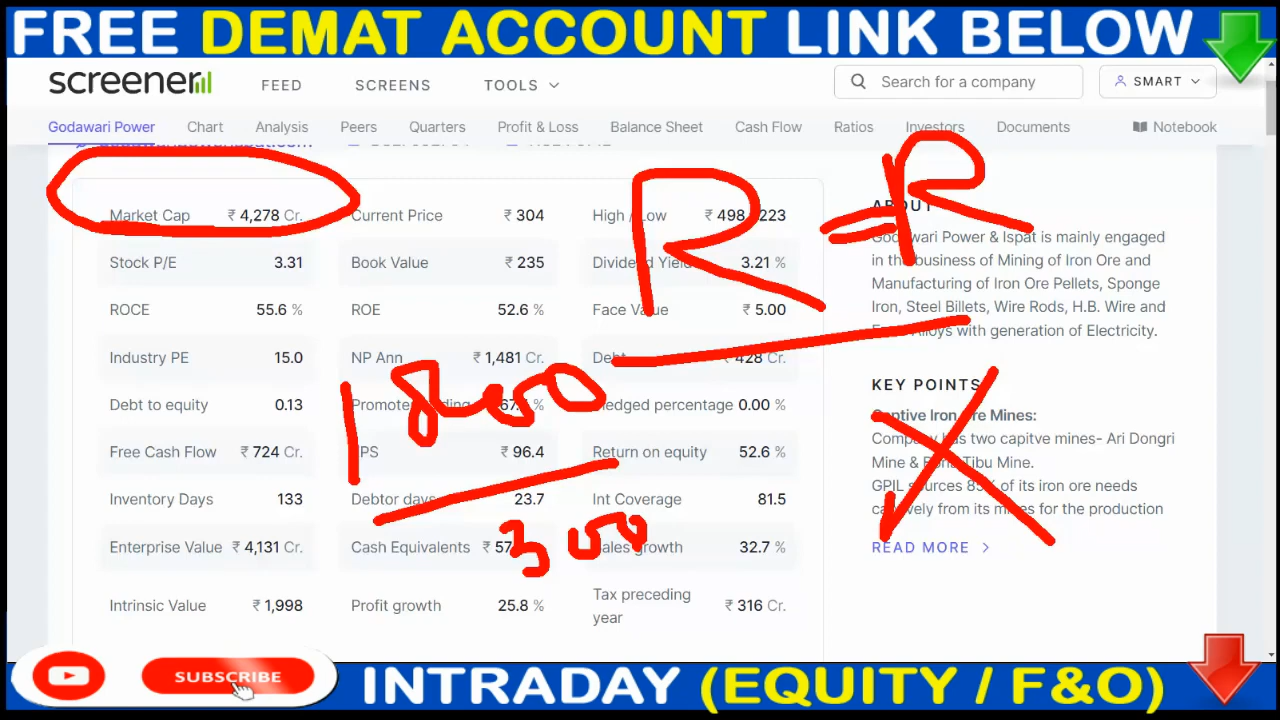 FREE DEMAT ACCOUNT LINK BELOW
screener FEED SCREENS TOOLS Search for a company SMART
Godawari Power Chart Analysis Peers Quarters Profit & Loss Balance Sheet Cash Flow Ratios Investors Documents Notebook
Market Cap ₹ 4,278 Cr. Current Price ₹ 304 High / Low ₹ 498 223
Stock P/E 3.31 Book Value ₹ 235 Dividend Yield 3.21 %
ROCE 55.6 % ROE 52.6 % Face Value ₹ 5.00
Industry PE 15.0 NP Ann ₹ 1,481 Cr. Debt ₹ 428 Cr.
Debt to equity 0.13 Promoter holding % Pledged percentage 0.00 %
Free Cash Flow ₹ 724 Cr. EPS ₹ 96.4 Return on equity 52.6 %
Inventory Days 133 Debtor days 23.7 Int Coverage 81.5
Enterprise Value ₹ 4,131 Cr. Cash Equivalents ₹ Sales growth 32.7 %
Intrinsic Value ₹ 1,998 Profit growth 25.8 % Tax preceding year ₹ 316 Cr.
R = R
300
ABOUT
Godawari Power & Ispat is mainly engaged
in the business of Mining of Iron Ore and
Manufacturing of Iron Ore Pellets, Sponge
Iron, Steel Billets, Wire Rods, H.B. Wire and
Alloys with generation of Electricity.
KEY POINTS
Captive Iron Ore Mines:
Company has two capitve mines- Ari Dongri
Mine & Boria Tibu Mine.
GPIL sources 85% of its iron ore needs
captively from its mines for the production
READ MORE
SUBSCRIBE
INTRADAY (EQUITY / F&O)